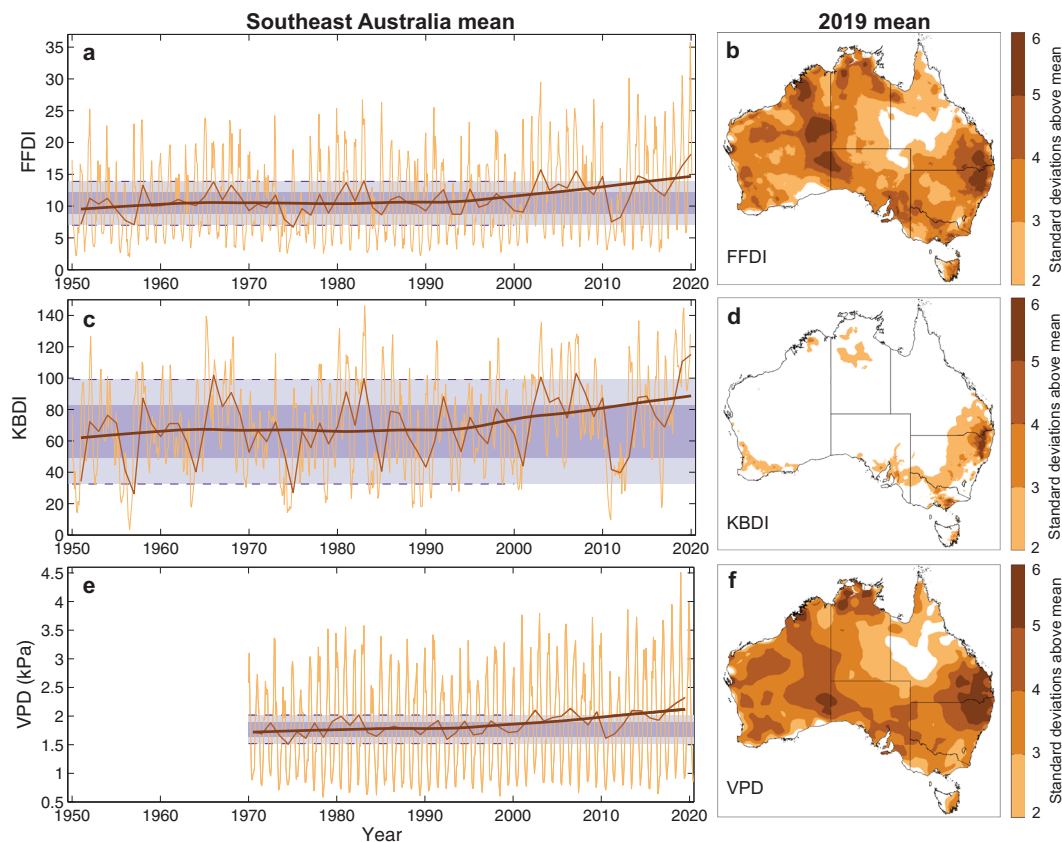 Southeast Australia mean
2019 mean
a
35
30
25
20
15
10
5
0
FFDI
1950 1960 1970 1980 1990 2000 2010 2020
b
FFDI
6
5
4
3
2
Standard deviations above mean
c
140
120
100
80
60
40
20
0
KBDI
1950 1960 1970 1980 1990 2000 2010 2020
d
KBDI
6
5
4
3
2
Standard deviations above mean
e
4.5
4
3.5
3
2.5
2
1.5
1
0.5
VPD (kPa)
1950 1960 1970 1980 1990 2000 2010 2020
Year
f
VPD
6
5
4
3
2
Standard deviations above mean